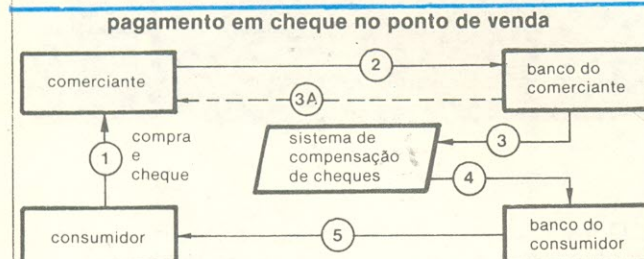 pagamento em cheque no ponto de venda
comerciante
2
banco do
comerciante
3A
1
compra
e
cheque
sistema de
compensação
de cheques
3
4
consumidor
5
banco do
consumidor